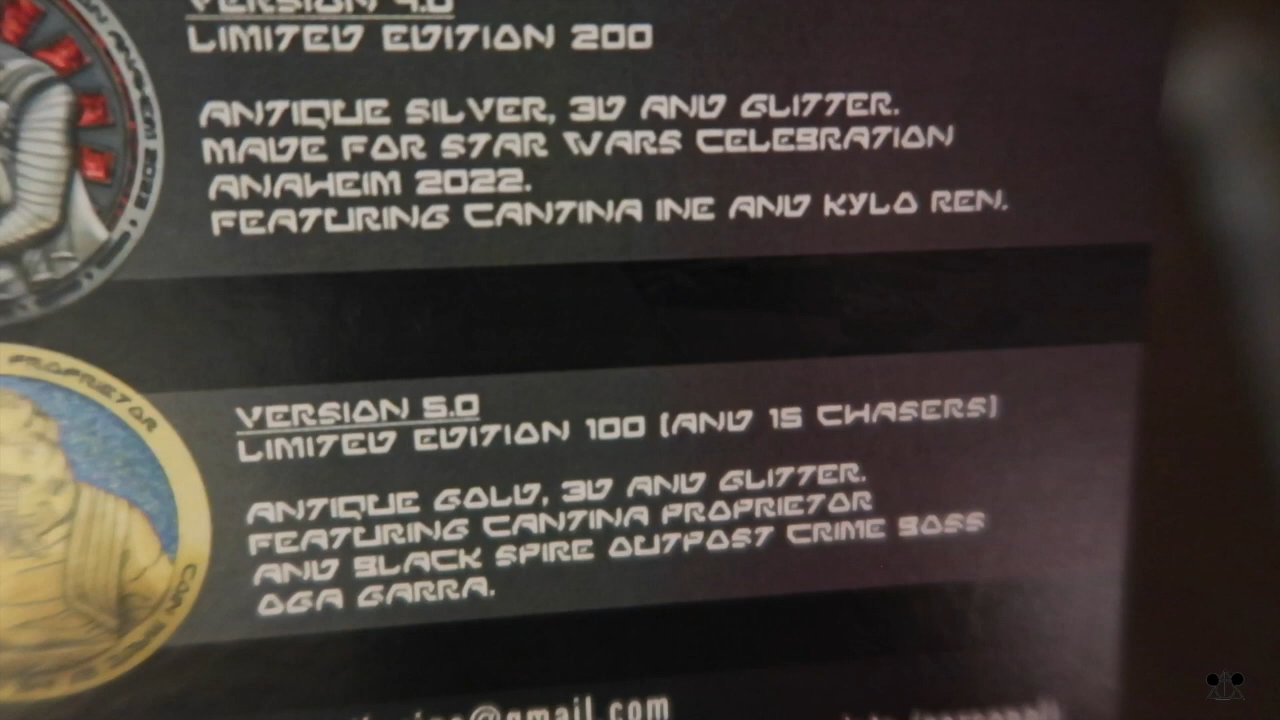 VERSION 4.0
LIMITED EDITION 200
ANTIQUE SILVER, 3D AND GLITTER.
MADE FOR STAR WARS CELEBRATION
ANAHEIM 2022.
FEATURING CANTINA INE AND KYLO REN.
PROPRIETOR
VERSION 5.0
LIMITED EDITION 100 (AND 15 CHASERS)
ANTIQUE GOLD, 3D AND GLITTER.
FEATURING CANTINA PROPRIETOR
AND BLACK SPIRE OUTPOST CRIME BOSS
OGA GARRA.
@gmail.com